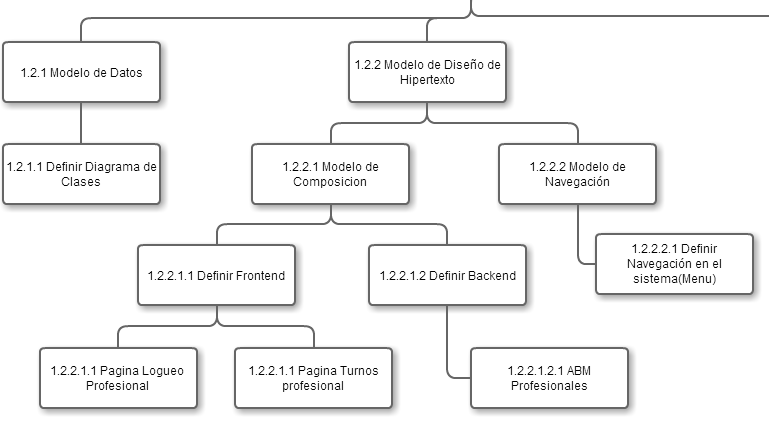 1.2.1 Modelo de Datos
1.2.2 Modelo de Diseño de
Hipertexto
1.2.1.1 Definir Diagrama de
Clases
1.2.2.1 Modelo de
Composicion
1.2.2.2 Modelo de
Navegación
1.2.2.1.1 Definir Frontend
1.2.2.1.2 Definir Backend
1.2.2.2.1 Definir
Navegación en el
sistema(Menu)
1.2.2.1.1 Pagina Logueo
Profesional
1.2.2.1.1 Pagina Turnos
profesional
1.2.2.1.2.1 ABM
Profesionales